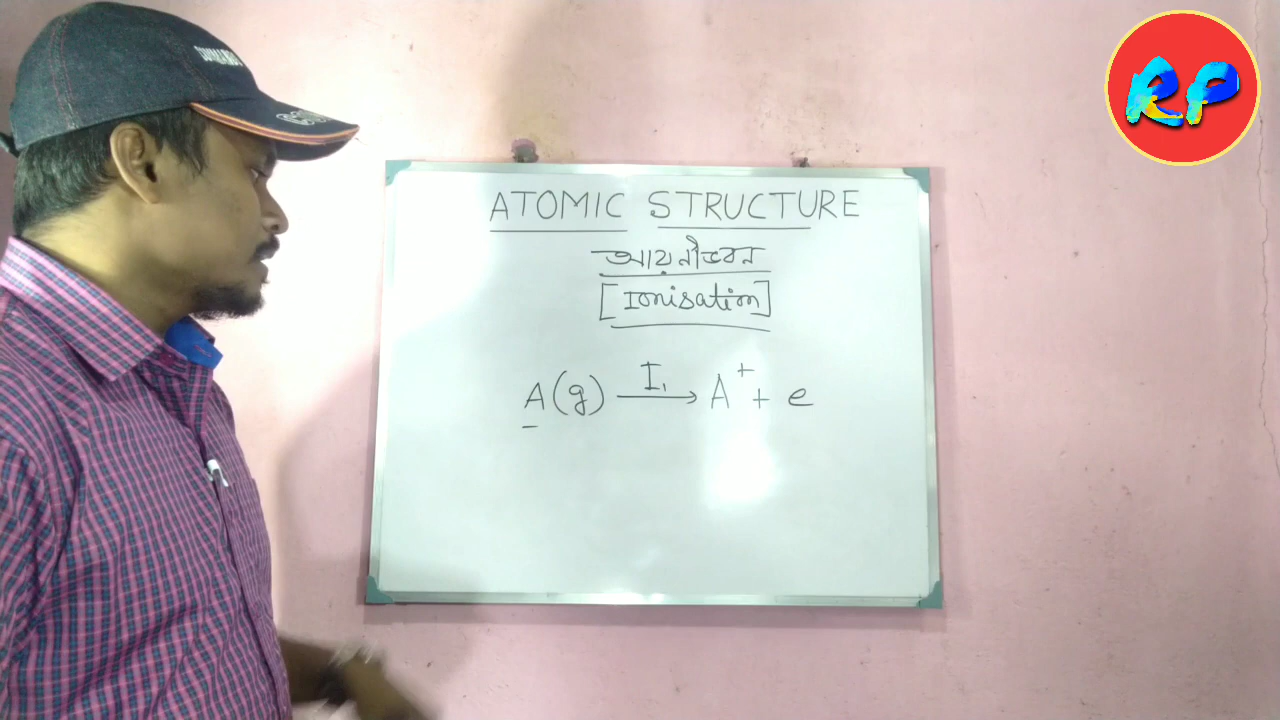 RP
ATOMIC STRUCTURE
আয়নীভবন
[Ionisation]
A(g) —I₁→ A⁺ + e